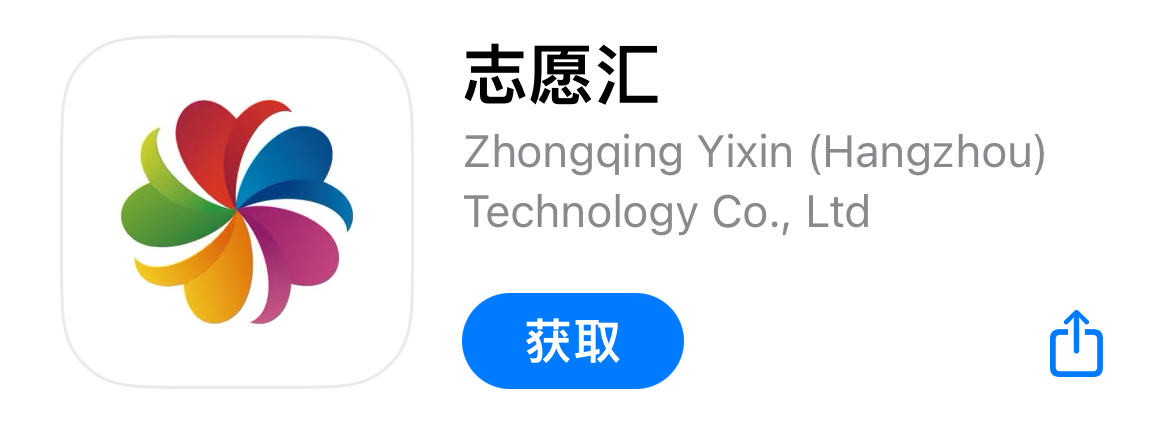 志愿汇
Zhongqing Yixin (Hangzhou)
Technology Co., Ltd
获取